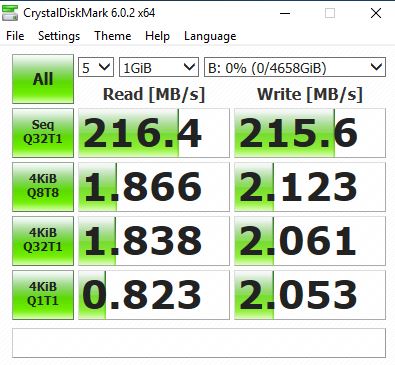 CrystalDiskMark 6.0.2 x64
File Settings Theme Help Language
All 5 1GiB B: 0% (0/4658GiB)
Read [MB/s] Write [MB/s]
Seq Q32T1 216.4 215.6
4KiB Q8T8 1.866 2.123
4KiB Q32T1 1.838 2.061
4KiB Q1T1 0.823 2.053